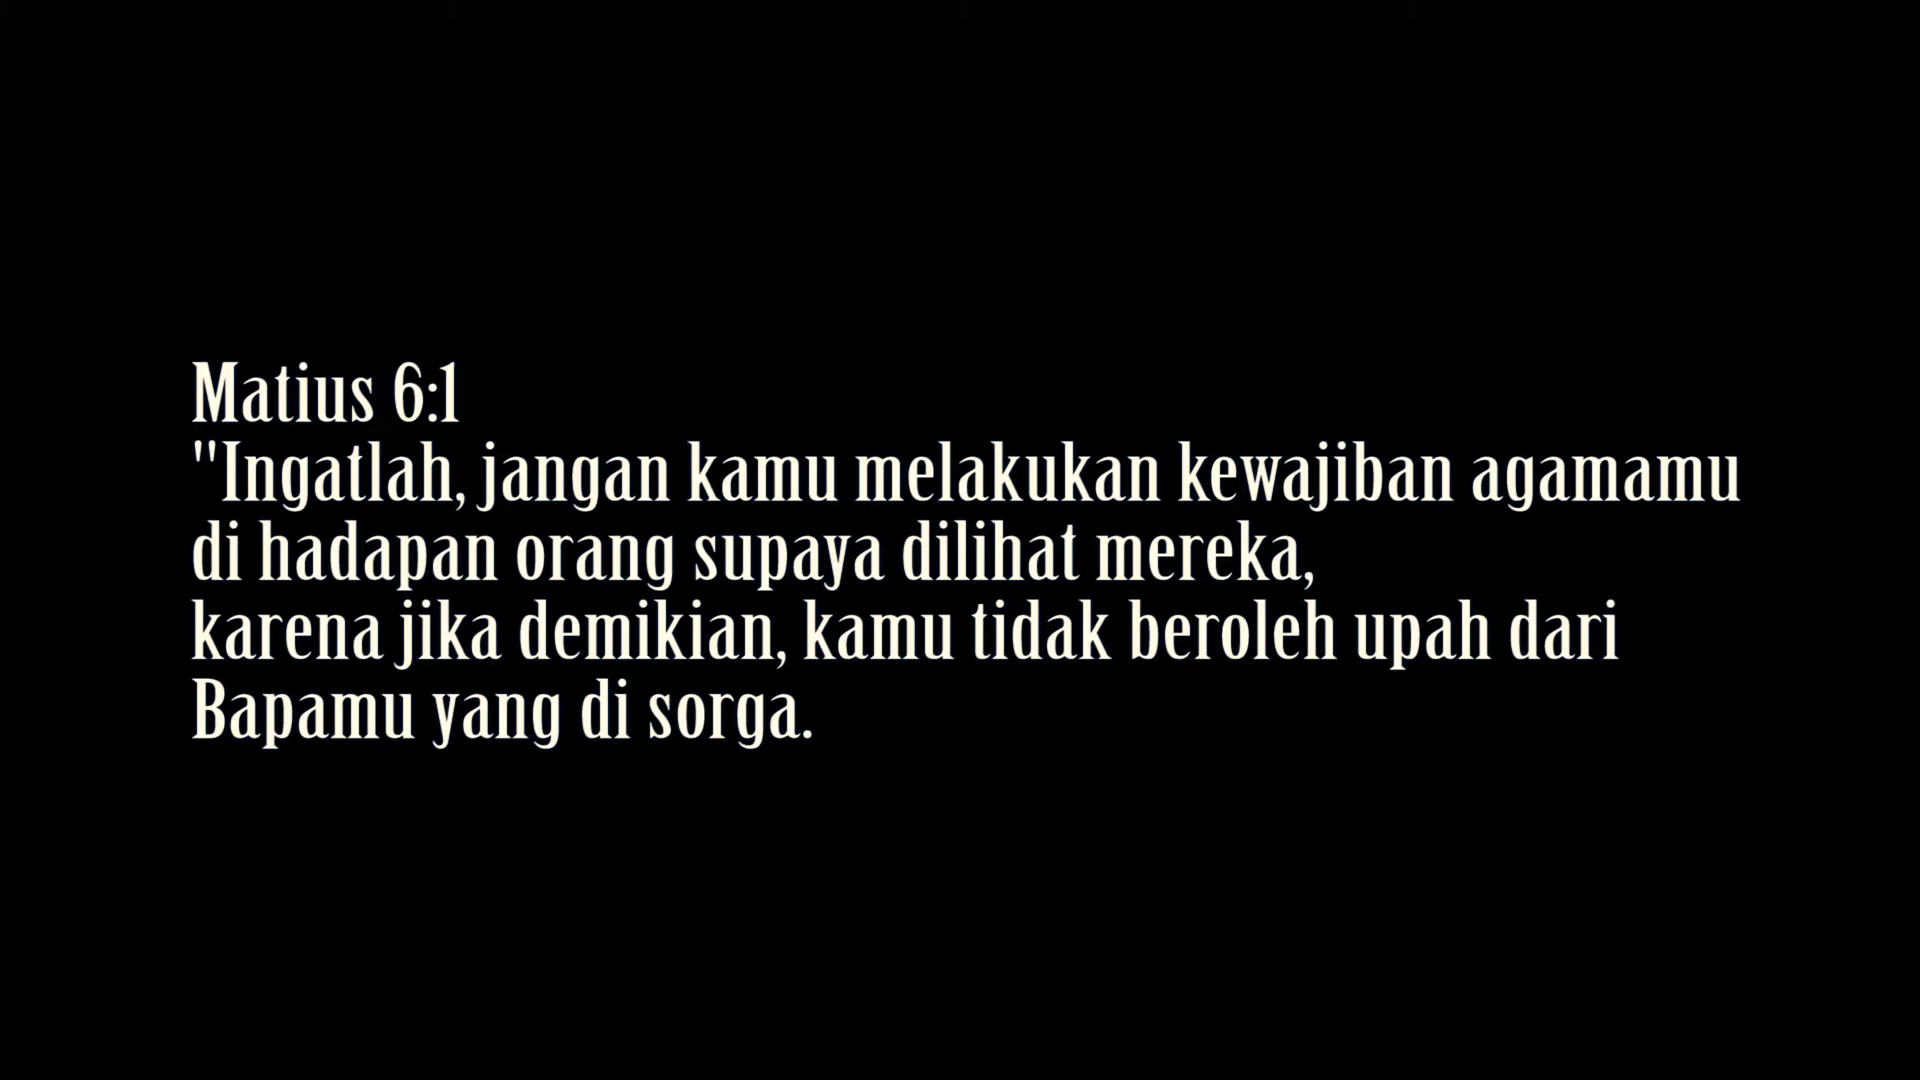 Matius 6:1
"Ingatlah, jangan kamu melakukan kewajiban agamamu
di hadapan orang supaya dilihat mereka,
karena jika demikian, kamu tidak beroleh upah dari
Bapamu yang di sorga.